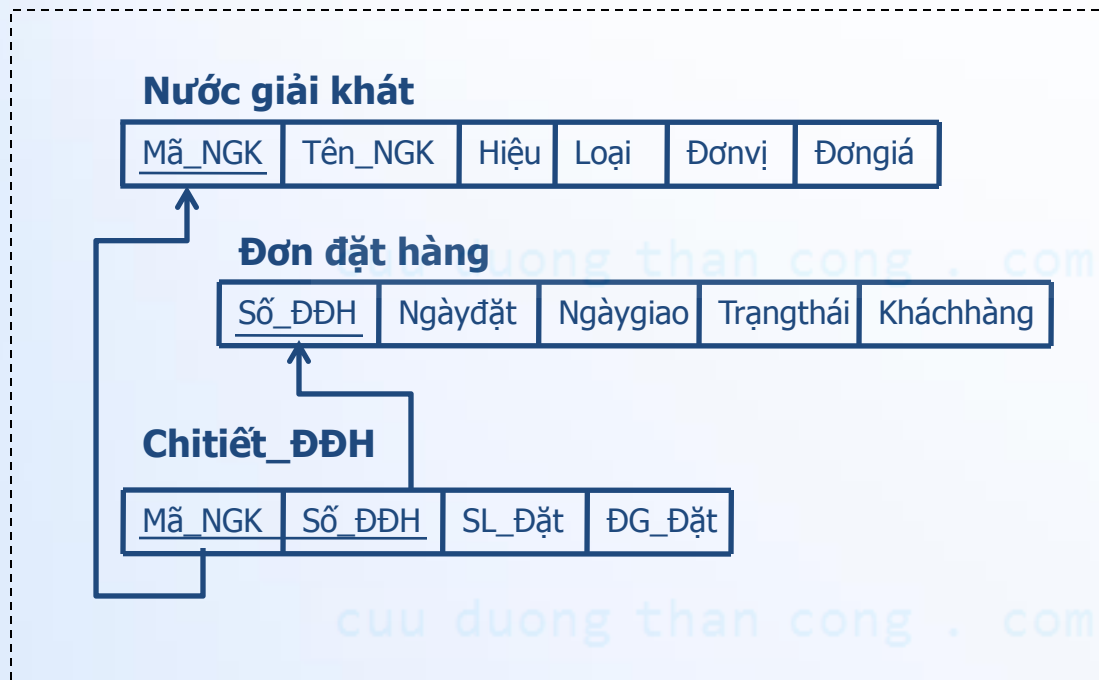 Nước giải khát
Mã_NGK Tên_NGK Hiệu Loại Đơnvị Đơngiá
cuu duong than cong . com
Đơn đặt hàng
Số_ĐĐH Ngàyđặt Ngàygiao Trạngthái Kháchhàng
Chitiết_ĐĐH
Mã_NGK Số_ĐĐH SL_Đặt ĐG_Đặt
cuu duong than cong . com